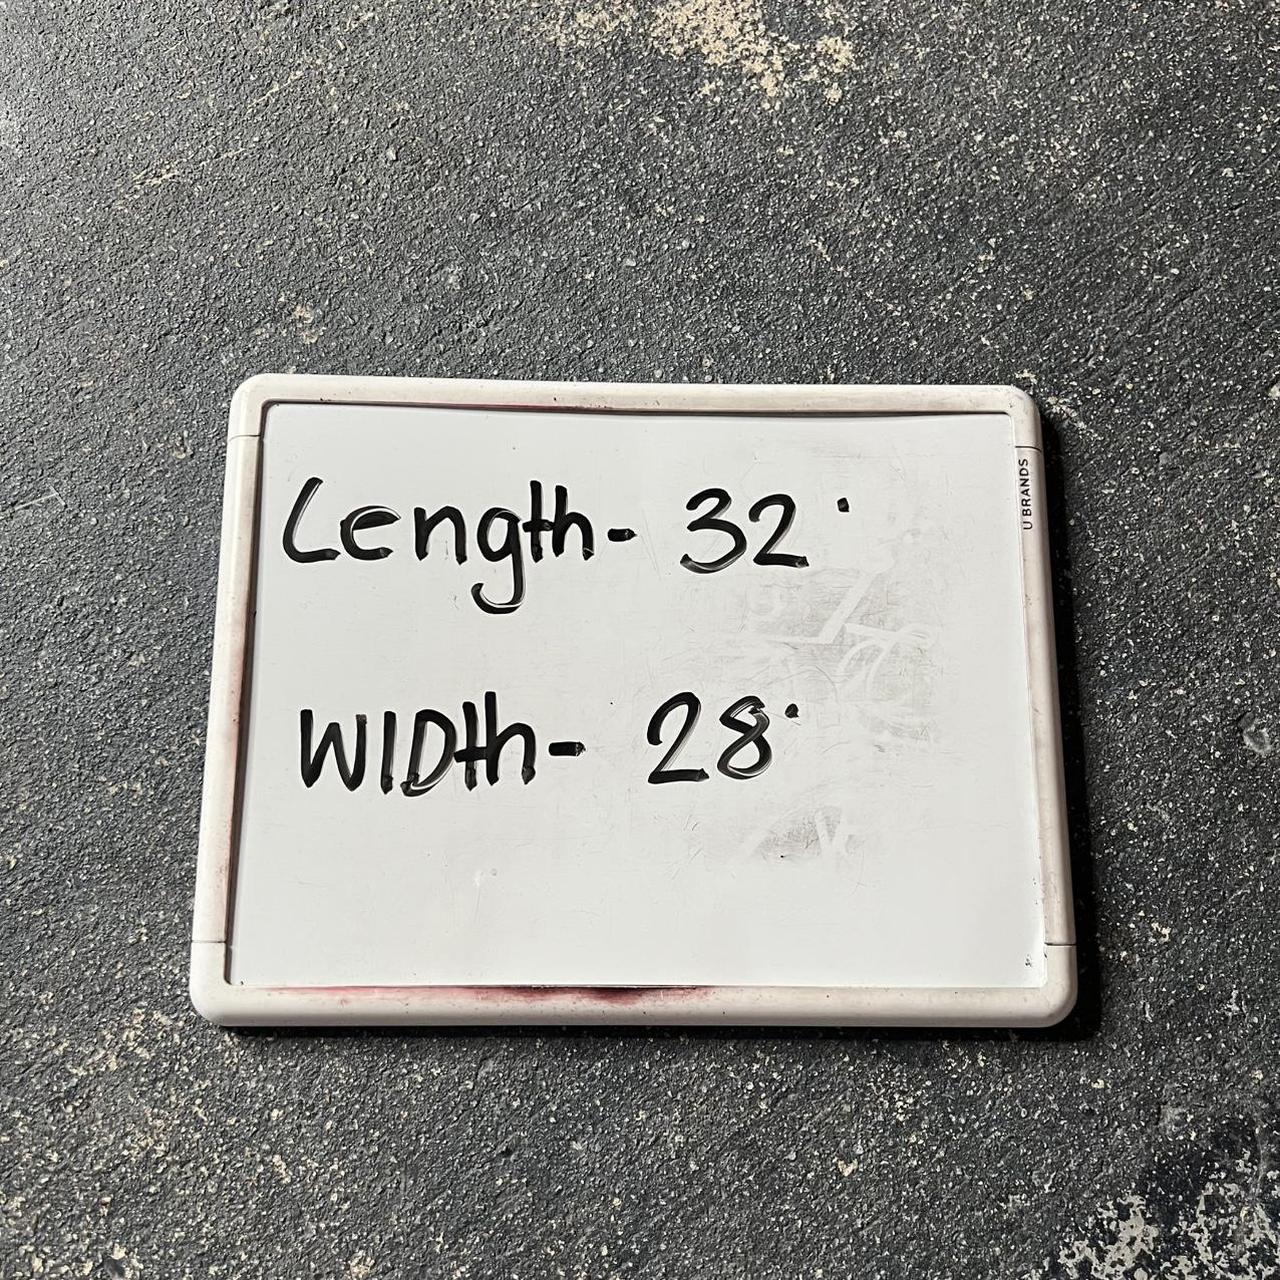 Length- 32'
WIDth- 28'
U BRANDS